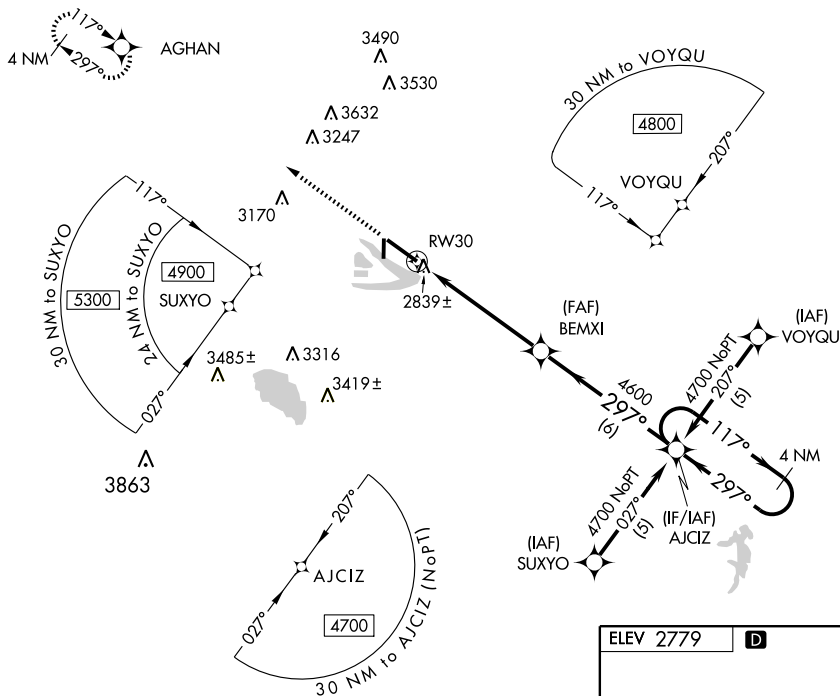 117°
297°
4 NM
AGHAN
3490
3530
3632
3247
3170
30 NM to VOYQU
4800
207°
117°
VOYQU
RW30
2839±
117°
30 NM to SUXYO
24 NM to SUXYO
5300
4900
SUXYO
027°
3485±
3316
3419±
3863
(FAF)
BEMXI
(IAF)
VOYQU
4700 NoPT
207°
(5)
4600
297°
(6)
117°
4 NM
297°
4700 NoPT
027°
(5)
(IF/IAF)
AJCIZ
(IAF)
SUXYO
207°
AJCIZ
027°
4700
30 NM to AJCIZ (NoPT)
ELEV 2779 D